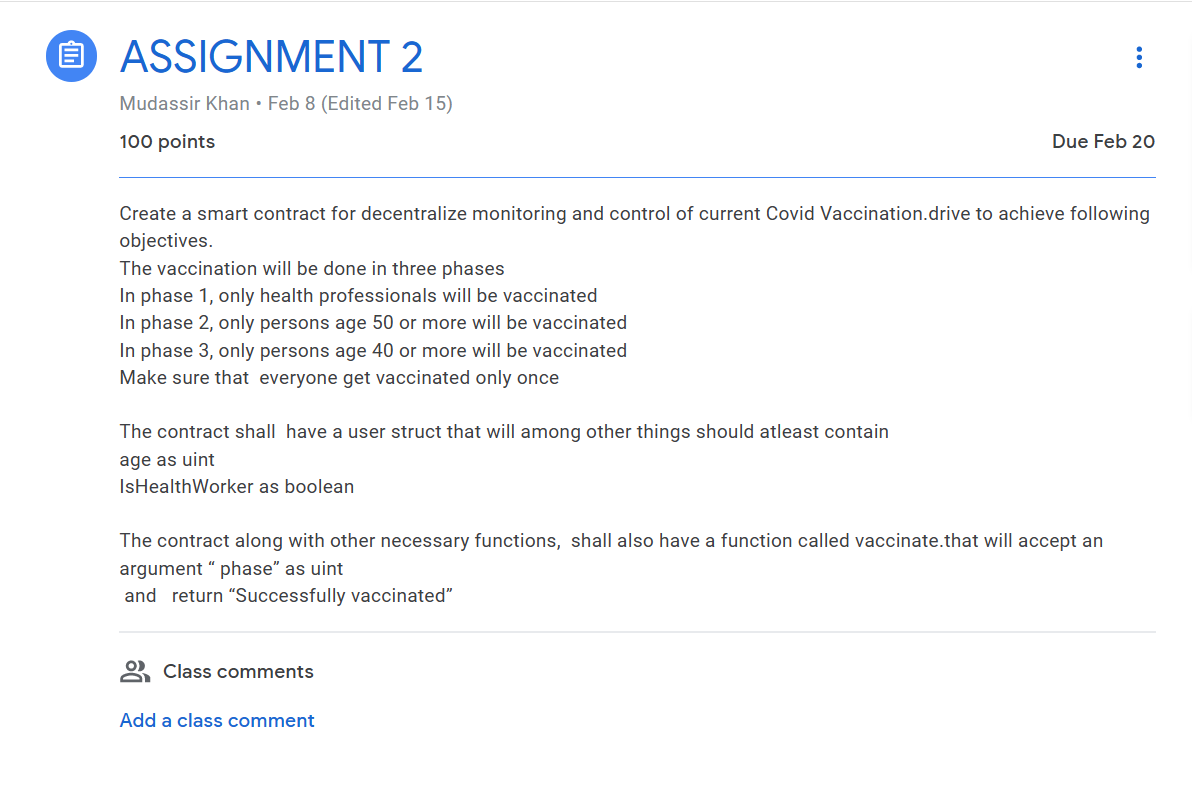 ASSIGNMENT 2
Mudassir Khan • Feb 8 (Edited Feb 15)
100 points
Due Feb 20
Create a smart contract for decentralize monitoring and control of current Covid Vaccination.drive to achieve following
objectives.
The vaccination will be done in three phases
In phase 1, only health professionals will be vaccinated
In phase 2, only persons age 50 or more will be vaccinated
In phase 3, only persons age 40 or more will be vaccinated
Make sure that  everyone get vaccinated only once
The contract shall  have a user struct that will among other things should atleast contain
age as uint
IsHealthWorker as boolean
The contract along with other necessary functions,  shall also have a function called vaccinate.that will accept an
argument “ phase” as uint
and   return “Successfully vaccinated”
Class comments
Add a class comment